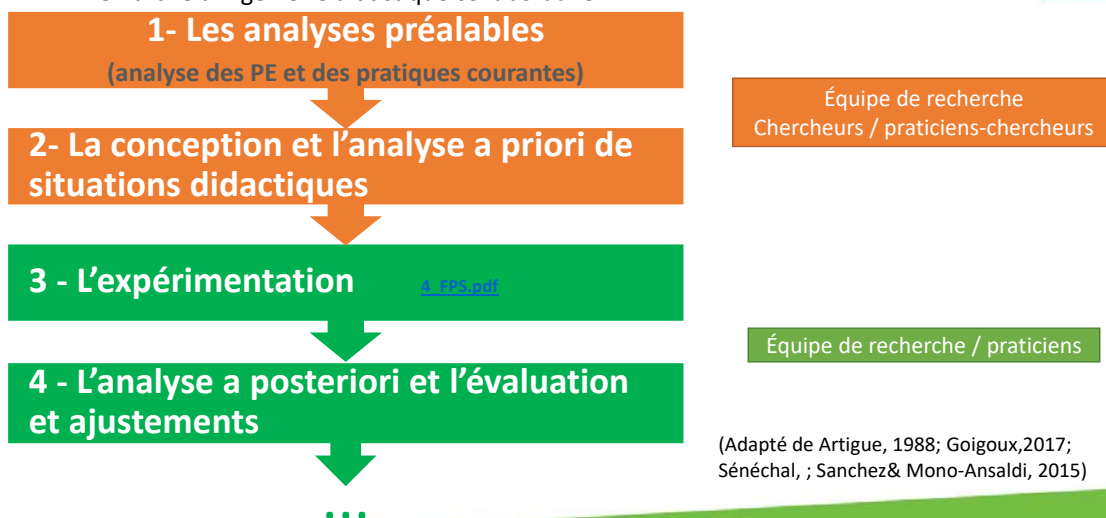 1- Les analyses préalables
(analyse des PE et des pratiques courantes)
Équipe de recherche
Chercheurs / praticiens-chercheurs
2- La conception et l’analyse a priori de
situations didactiques
3 - L’expérimentation 4_FPS.pdf
Équipe de recherche / praticiens
4 - L’analyse a posteriori et l’évaluation
et ajustements
(Adapté de Artigue, 1988; Goigoux,2017;
Sénéchal, ; Sanchez& Mono-Ansaldi, 2015)
...